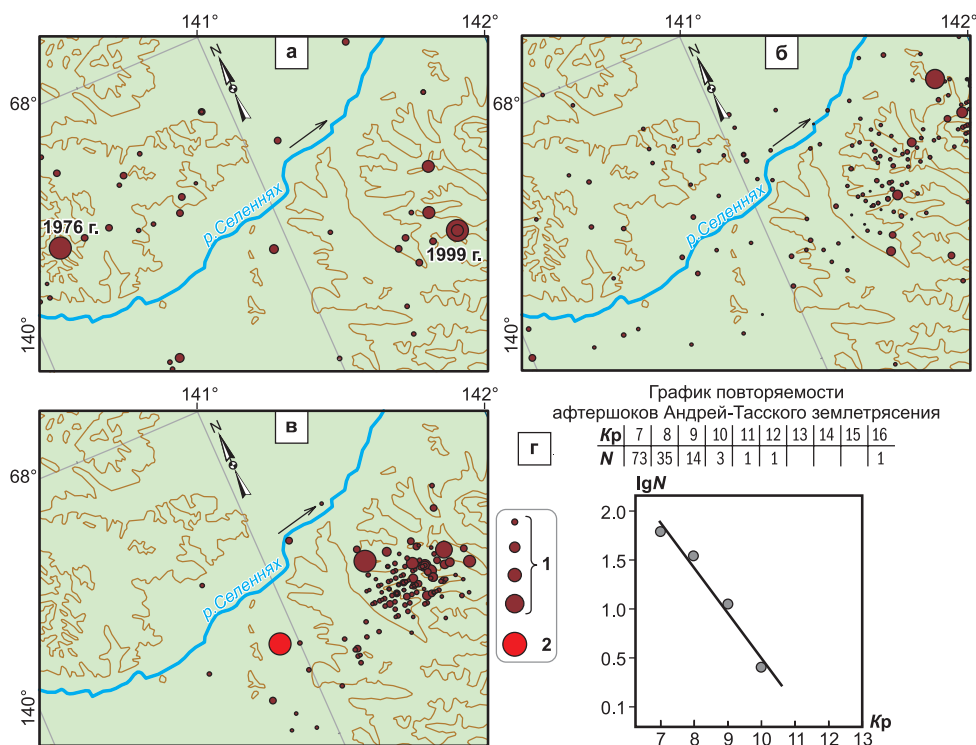 141°
142°
141°
142°
а
N
68°
р.Селеннях
1976 г.
1999 г.
140°
б
N
68°
р.Селеннях
140°
141°
142°
в
N
68°
р.Селеннях
140°
1
2
График повторяемости
афтершоков Андрей-Тасского землетрясения
г
Кр 7 8 9 10 11 12 13 14 15 16
N 73 35 14 3 1 1 1
lgN
2.0
1.5
1.0
0.5
0.1
7 8 9 10 11 12 13
Кр